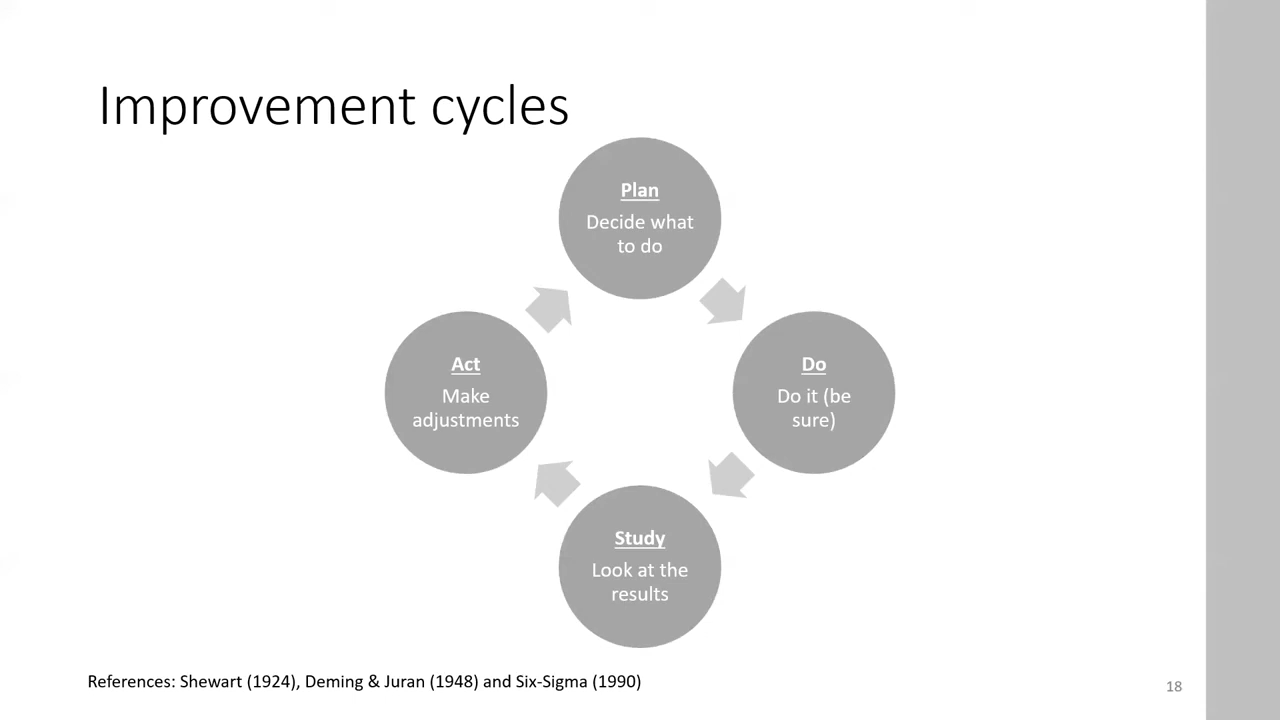 Improvement cycles
Plan
Decide what
to do
Do
Do it (be
sure)
Study
Look at the
results
Act
Make
adjustments
References: Shewart (1924), Deming & Juran (1948) and Six-Sigma (1990)
18